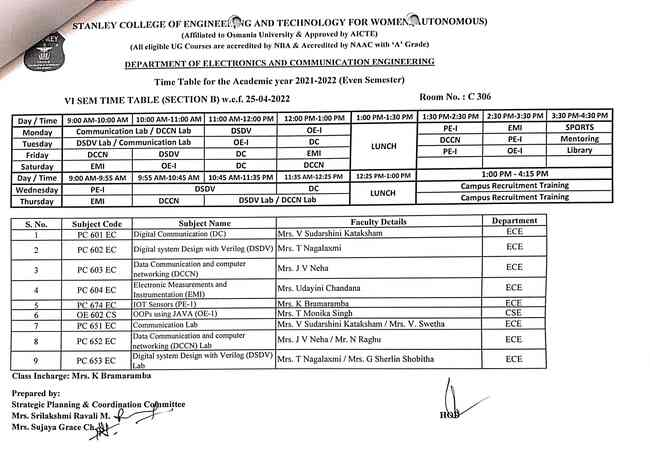 STANLEY COLLEGE OF ENGINEERING AND TECHNOLOGY FOR WOMEN AUTONOMOUS)
(Affiliated to Osmania University & Approved by AICTE)
(All eligible UG Courses are accredited by NBA & Accredited by NAAC with 'A' Grade)
DEPARTMENT OF ELECTRONICS AND COMMUNICATION ENGINEERING
Time Table for the Academic year 2021-2022 (Even Semester)
VI SEM TIME TABLE (SECTION B) w.e.f. 25-04-2022 Room No. : C 306
Day / Time 9:00 AM-10:00 AM 10:00 AM-11:00 AM 11:00 AM-12:00 PM 12:00 PM-1:00 PM 1:00 PM-1:30 PM 1:30 PM-2:30 PM 2:30 PM-3:30 PM 3:30 PM-4:30 PM
Monday Communication Lab / DCCN Lab DSDV OE-I LUNCH PE-I EMI SPORTS
Tuesday DSDV Lab / Communication Lab OE-I DC DCCN PE-I Mentoring
Friday DCCN DSDV DC EMI PE-I OE-I Library
Saturday EMI OE-I DCCN
Day / Time 9:00 AM-9:55 AM 9:55 AM-10:45 AM 10:45 AM-11:35 PM 11:35 AM-12:25 PM 12:25 PM-1:00 PM 1:00 PM - 4:15 PM
Wednesday PE-I DSDV DC LUNCH Campus Recruitment Training
Thursday EMI DCCN DSDV Lab / DCCN Lab Campus Recruitment Training
S. No. Subject Code Subject Name Faculty Details Department
1 PC 601 EC Digital Communication (DC) Mrs. V Sudarshini Kataksham ECE
2 PC 602 EC Digital system Design with Verilog (DSDV) Mrs. T Nagalaxmi ECE
3 PC 603 EC Data Communication and computer networking (DCCN) Mrs. J V Neha ECE
4 PC 604 EC Electronic Measurements and Instrumentation (EMI) Mrs. Udayini Chandana ECE
5 PC 674 EC IOT Sensors (PE-1) Mrs. K Bramaramba ECE
6 OE 602 CS OOPs using JAVA (OE-1) Mrs. T Monika Singh CSE
7 PC 651 EC Communication Lab Mrs. V Sudarshini Kataksham / Mrs. V. Swetha ECE
8 PC 652 EC Data Communication and computer networking (DCCN) Lab Mrs. J V Neha / Mr. N Raghu ECE
9 PC 653 EC Digital system Design with Verilog (DSDV) Lab Mrs. T Nagalaxmi / Mrs. G Sherlin Shobitha ECE
Class Incharge: Mrs. K Bramaramba
Prepared by:
Strategic Planning & Coordination Committee
Mrs. Srilakshmi Ravali M.
Mrs. Sujaya Grace Ch.
HOD